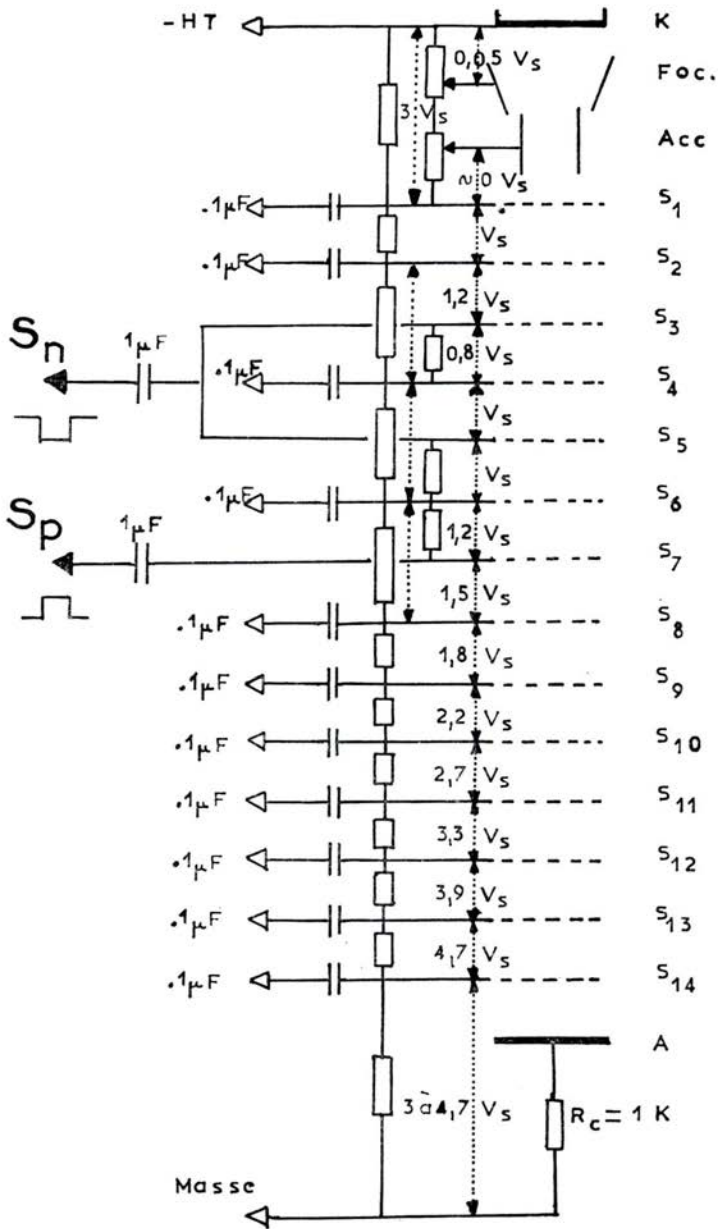 -HT
K
0,05 Vs
Foc.
3 Vs
Acc
~0 Vs
.1μF
S1
Vs
.1μF
S2
1,2 Vs
S3
Sn
1μF
0,8 Vs
.1μF
S4
Vs
S5
Vs
.1μF
S6
Sp
1μF
1,2 Vs
S7
1,5 Vs
.1μF
S8
1,8 Vs
.1μF
S9
2,2 Vs
.1μF
S10
2,7 Vs
.1μF
S11
3,3 Vs
.1μF
S12
3,9 Vs
.1μF
S13
4,7 Vs
.1μF
S14
A
3 à 4,7 Vs
Rc = 1 K
Masse